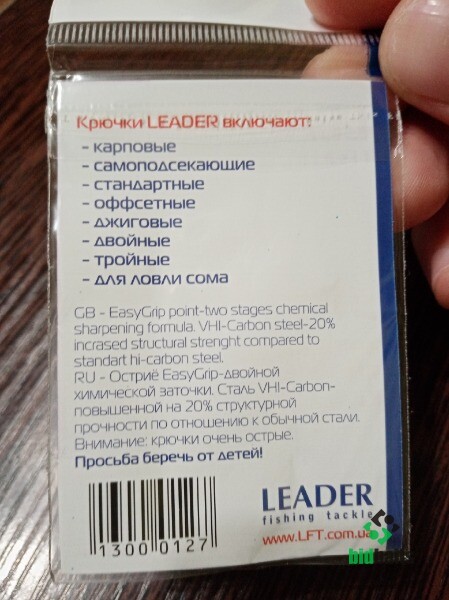 Крючки LEADER включают:
- карповые
- самоподсекающие
- стандартные
- оффсетные
- джиговые
- двойные
- тройные
- для ловли сома
GB - EasyGrip point-two stages chemical
sharpening formula. VHI-Carbon steel-20%
incrased structural strenght compared to
standart hi-carbon steel.
RU - Остриё EasyGrip-двойной
химической заточки. Сталь VHI-Carbon-
повышенной на 20% структурной
прочности по отношению к обычной стали.
Внимание: крючки очень острые.
Просьба беречь от детей!
13000127
LEADER
fishing tackle
www.LFT.com.ua
bid